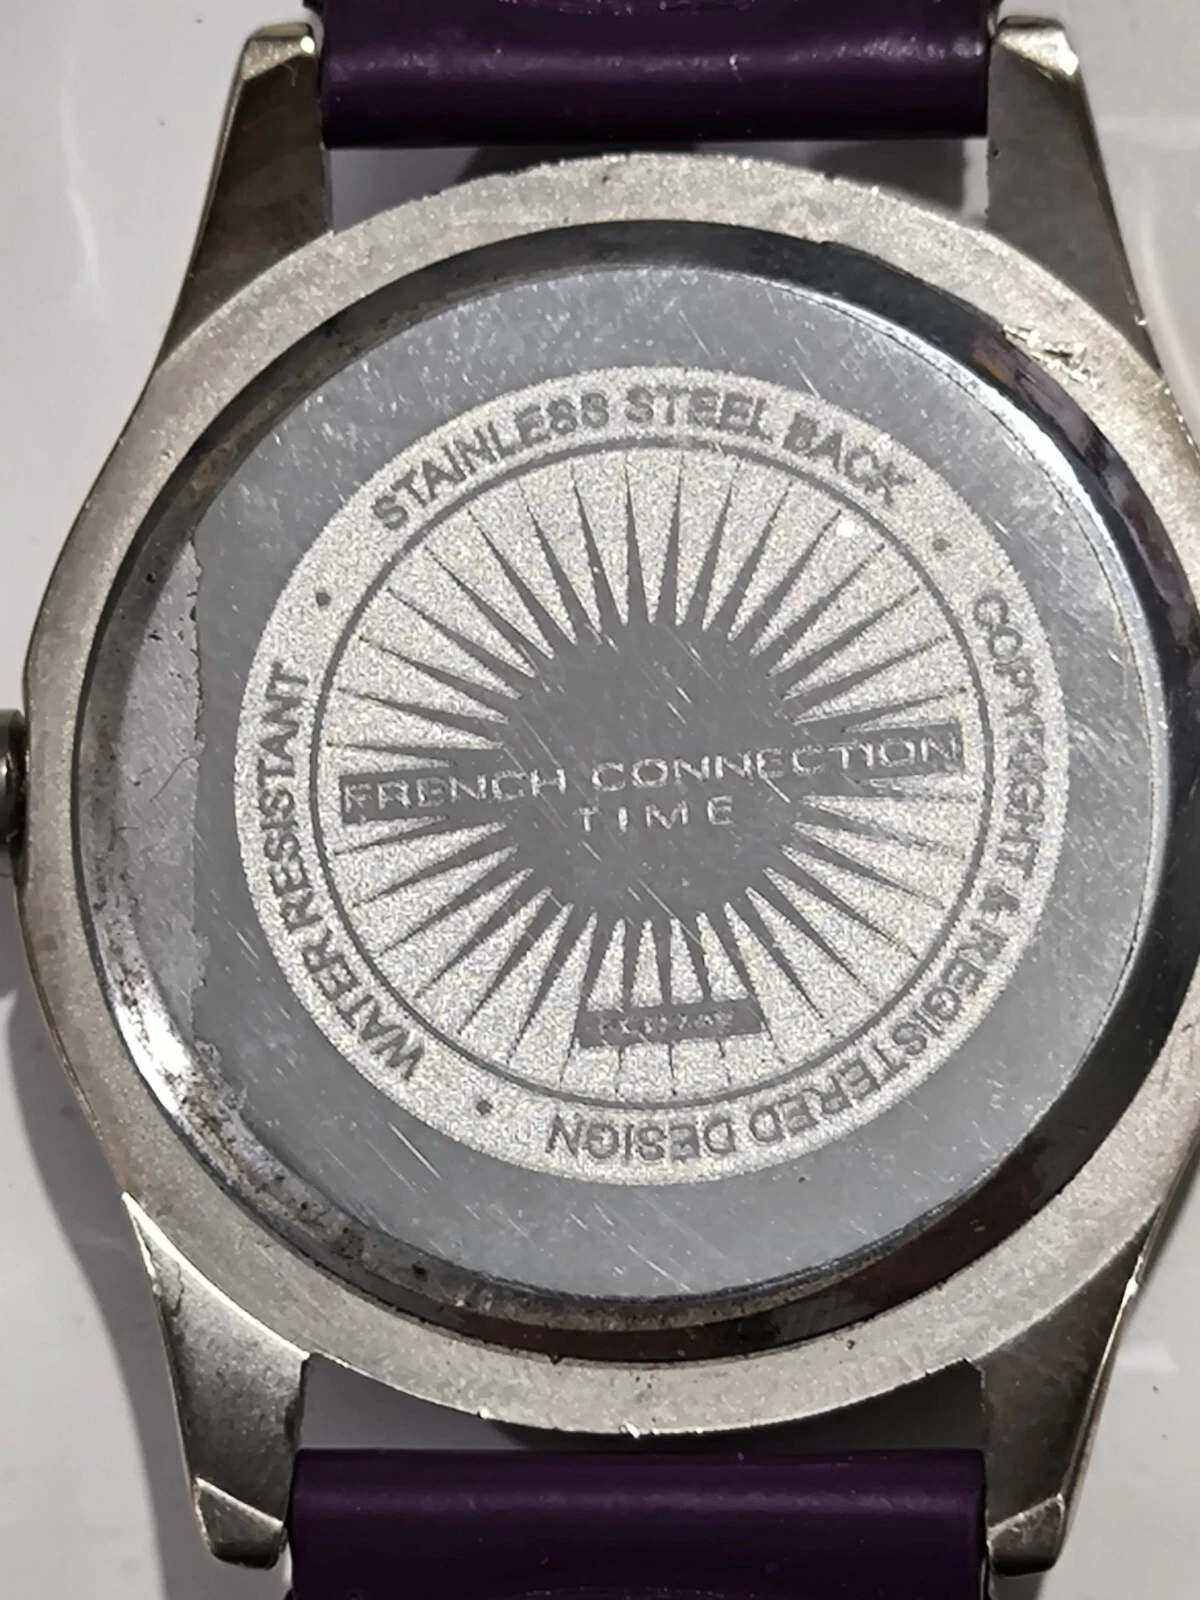 STAINLESS STEEL BACK
COPYRIGHT & REGISTERED DESIGN
WATER RESISTANT
FRENCH CONNECTION
TIME